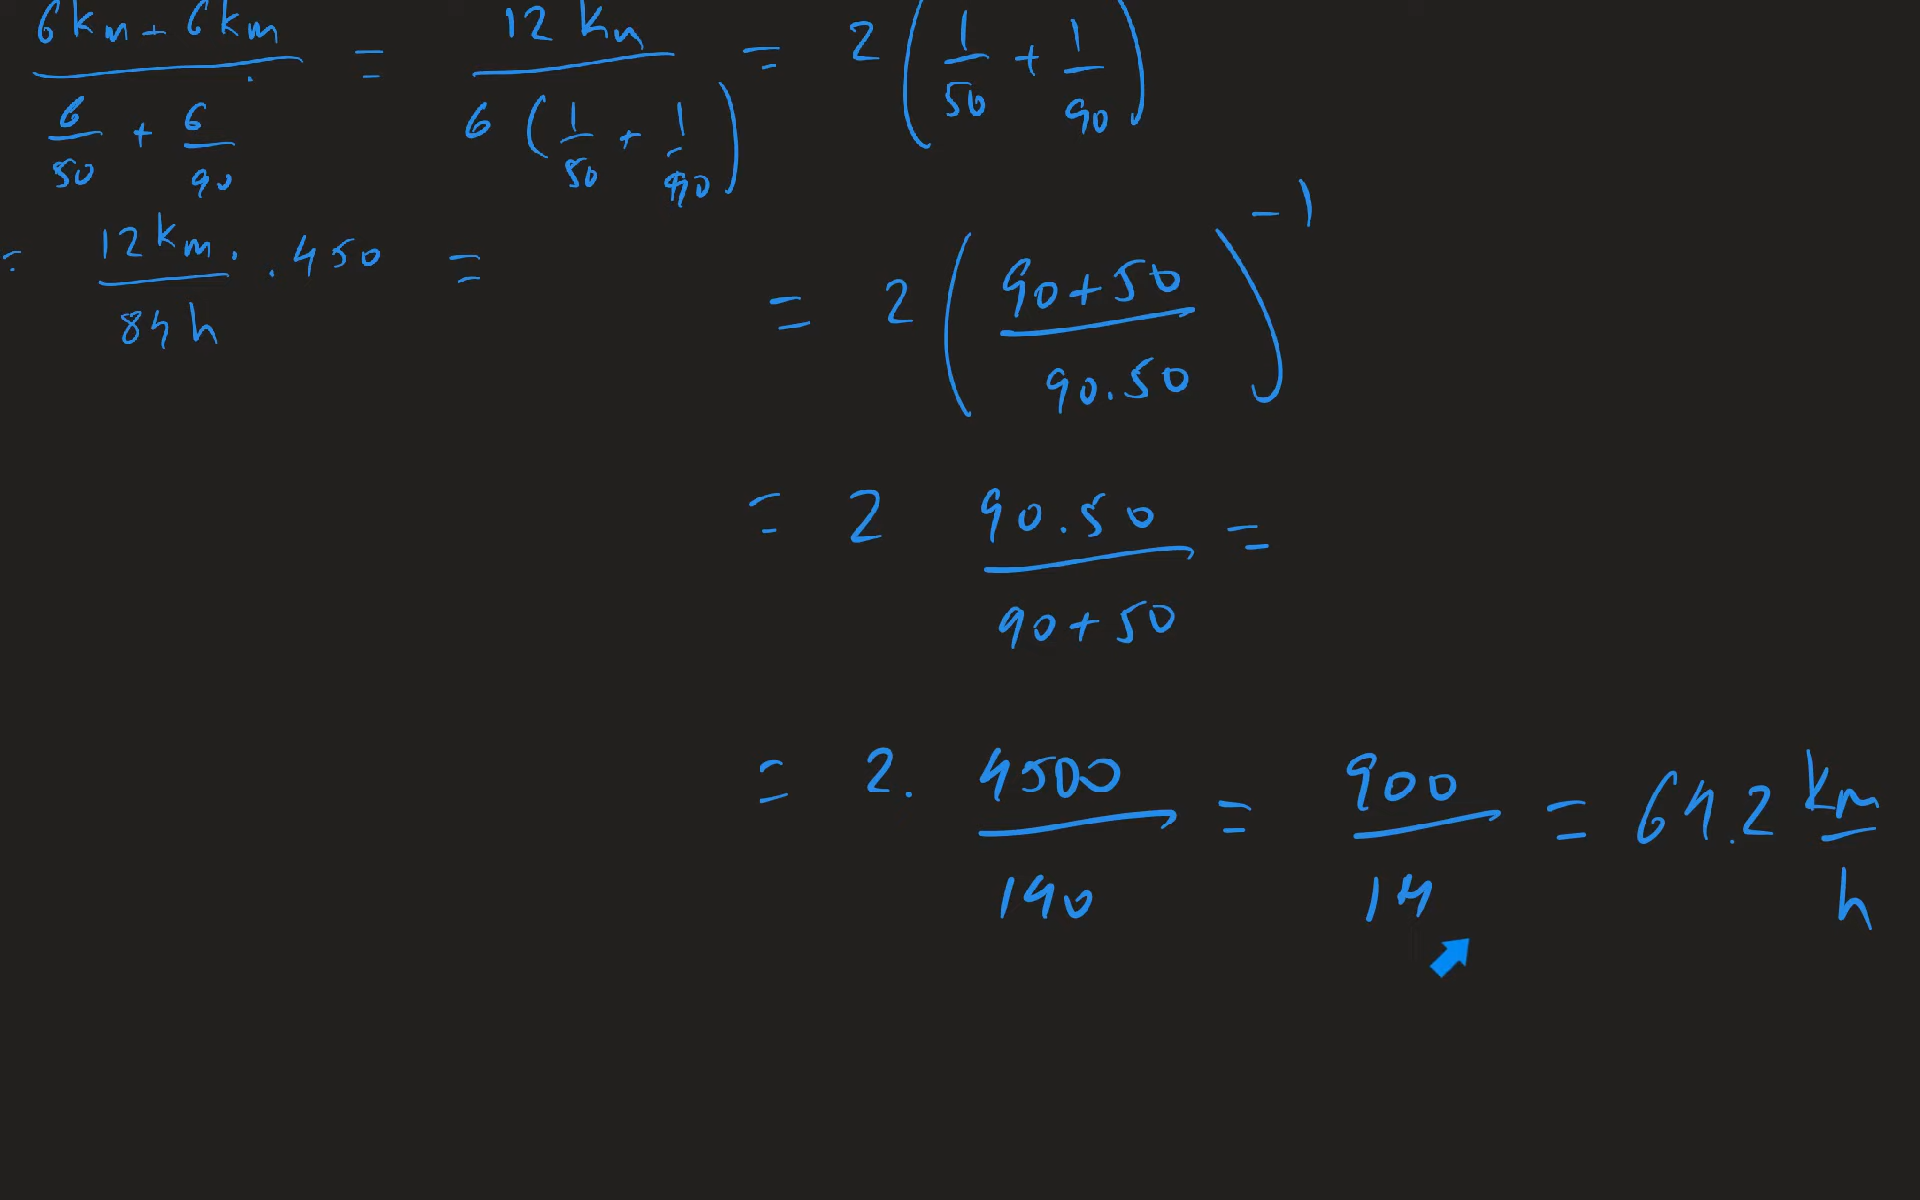 (6km + 6km) / (6/50 + 6/90) = 12 km / 6 (1/50 + 1/90) = 2 (1/50 + 1/90)
= 12km / 84h . 450 =
= 2 ((90+50) / 90.50)^-1
= 2 90.50 / (90+50) =
= 2. 4500 / 140 = 900 / 14 = 64.2 km/h